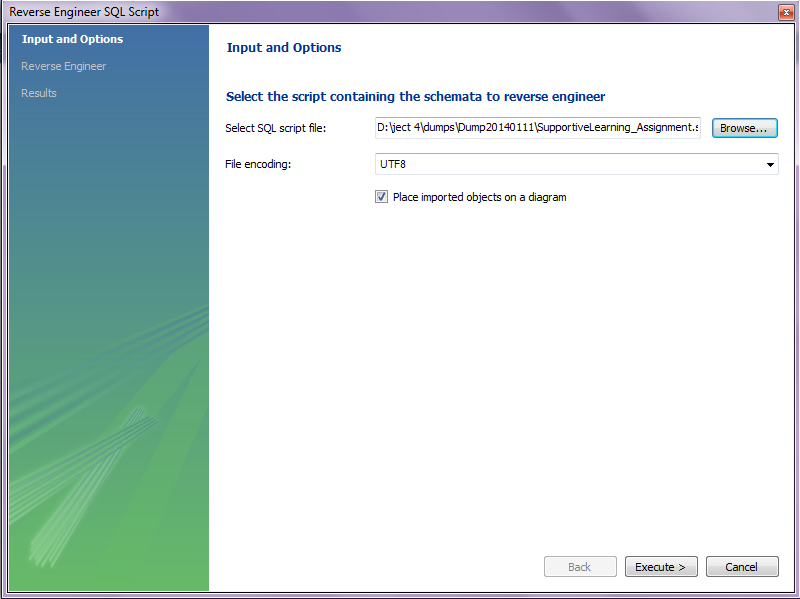 Reverse Engineer SQL Script
Input and Options
Reverse Engineer
Results
Input and Options
Select the script containing the schemata to reverse engineer
Select SQL script file:
D:\ject 4\dumps\Dump20140111\SupportiveLearning_Assignment.s
Browse...
File encoding:
UTF8
Place imported objects on a diagram
Back
Execute >
Cancel